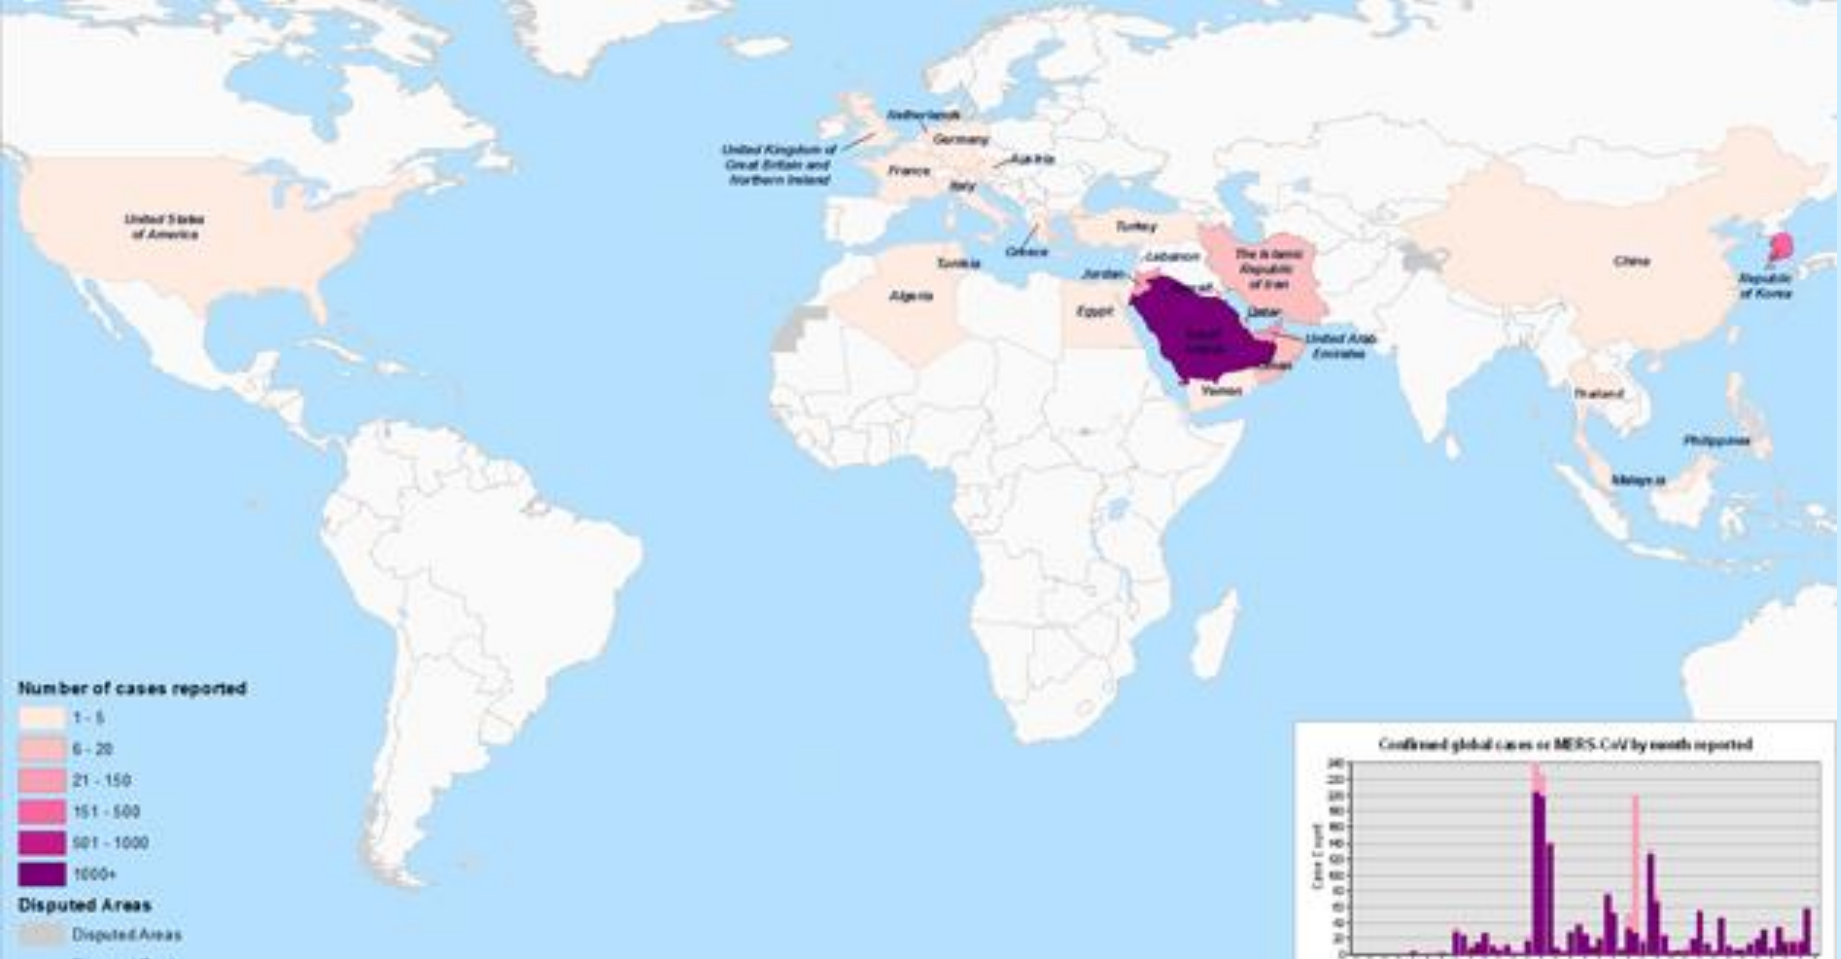 Netherlands
United Kingdom of
Great Britain and
Northern Ireland
Germany
Austria
France
Italy
United States
of America
Turkey
Greece
Tunisia
Lebanon
The Islamic
Republic
of Iran
China
Jordan
Republic
of Korea
Algeria
Egypt
Qatar
United Arab
Emirates
Yemen
Thailand
Philippines
Malaysia
Number of cases reported
1 - 5
6 - 20
21 - 150
151 - 500
501 - 1000
1000+
Disputed Areas
Disputed Areas
Confirmed global cases or MERS-CoV by month reported
Case Count